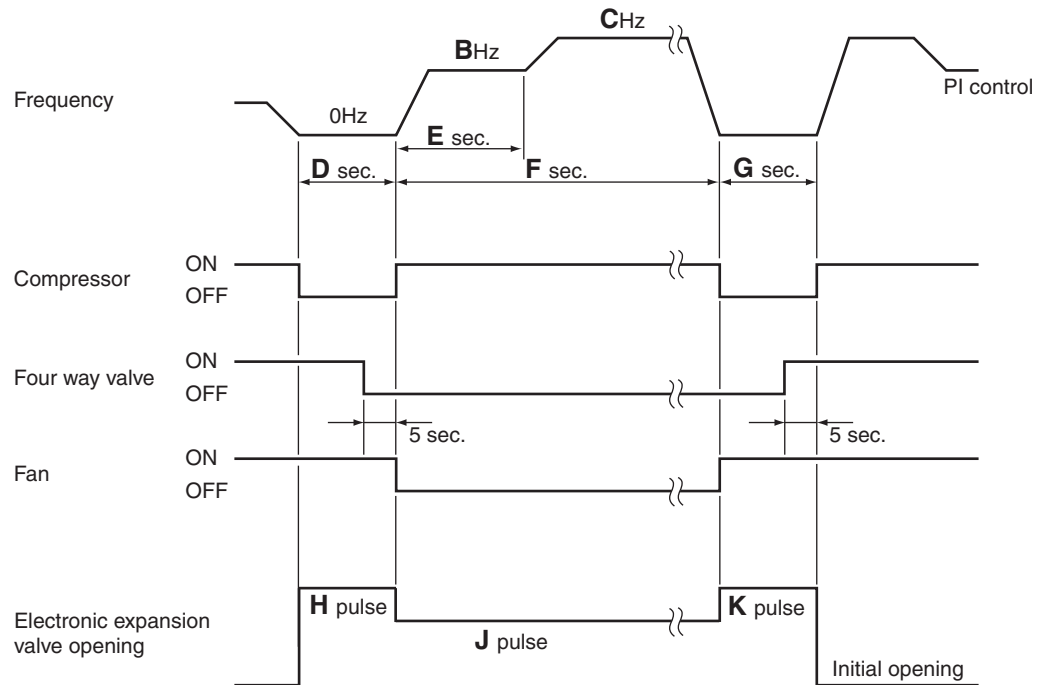 CHz
BHz
Frequency
PI control
0Hz
E sec.
D sec.
F sec.
G sec.
Compressor
ON
OFF
Four way valve
ON
OFF
5 sec.
5 sec.
Fan
ON
OFF
Electronic expansion
valve opening
H pulse
J pulse
K pulse
Initial opening